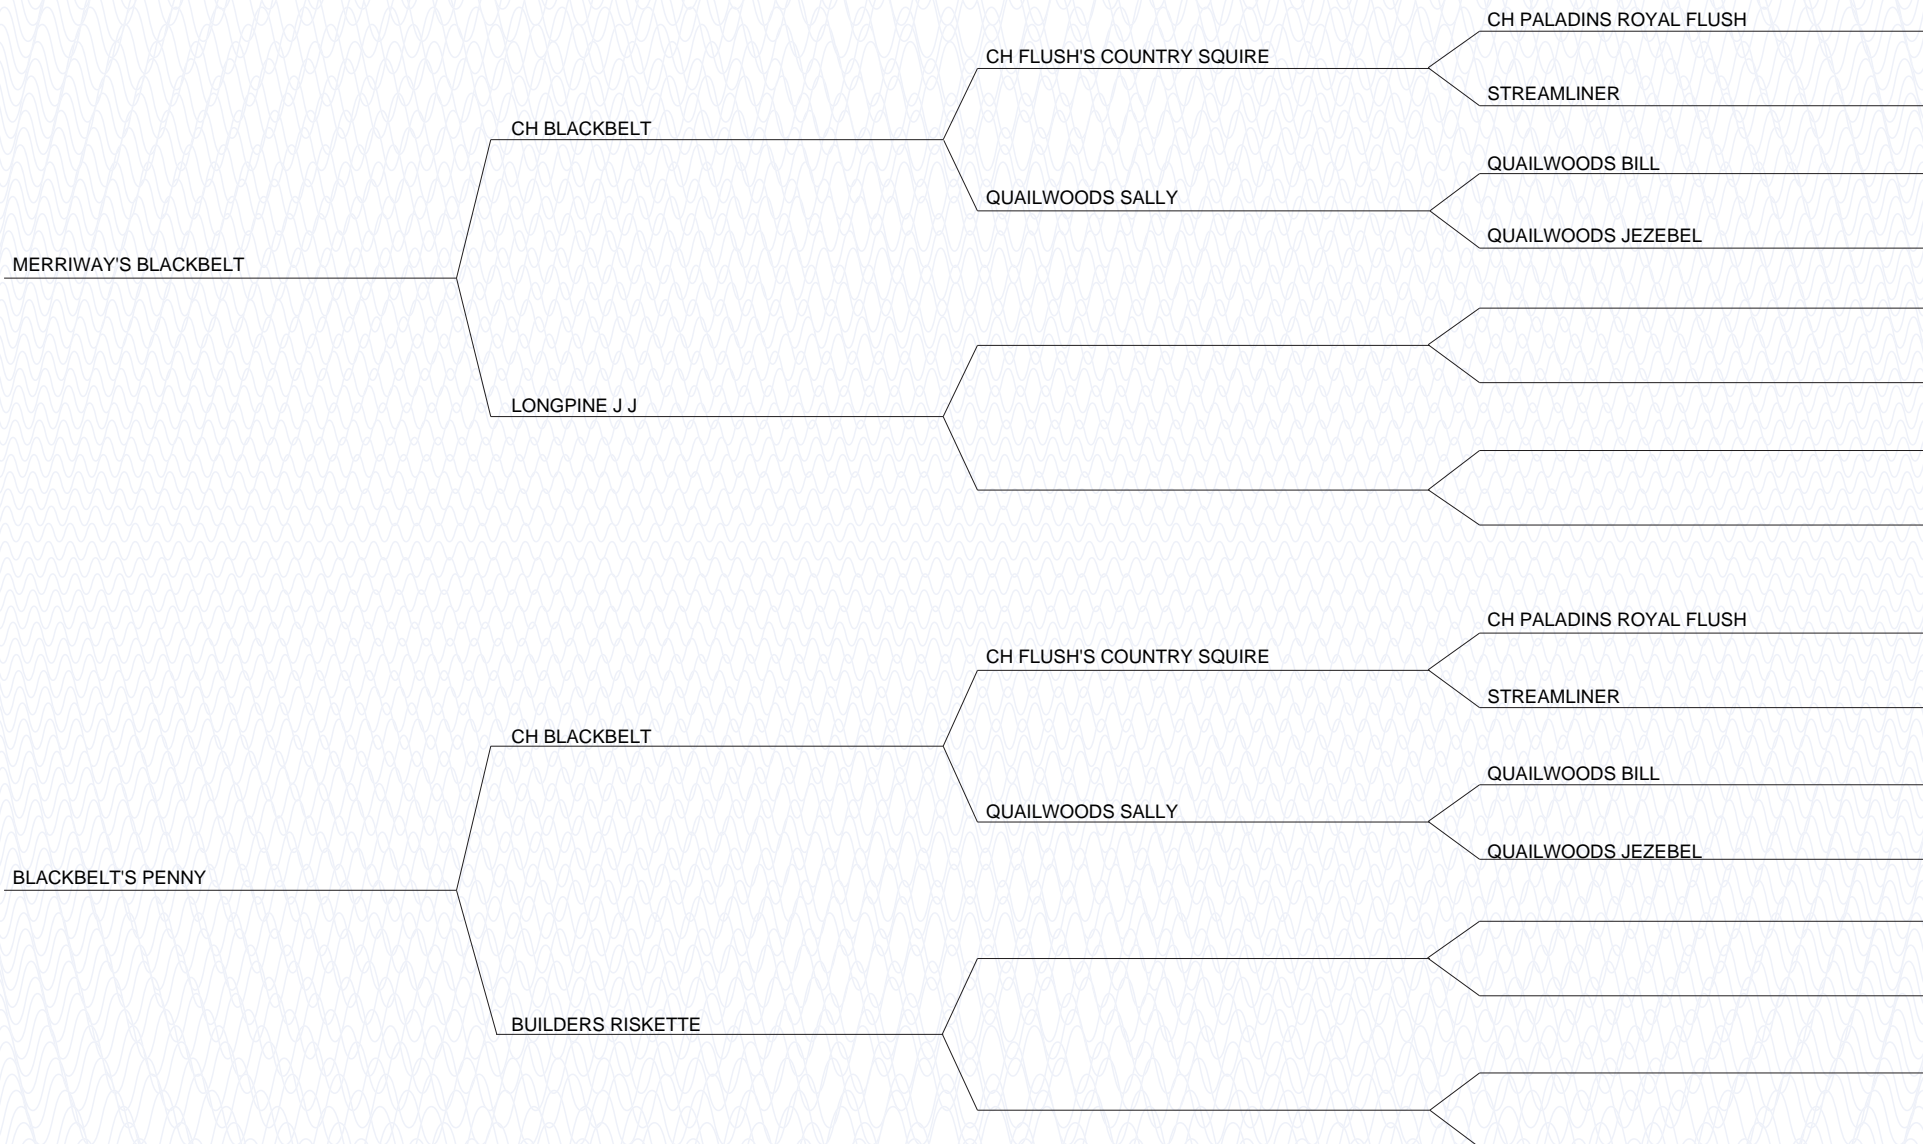 CH PALADINS ROYAL FLUSH
CH FLUSH'S COUNTRY SQUIRE
STREAMLINER
CH BLACKBELT
QUAILWOODS BILL
QUAILWOODS SALLY
QUAILWOODS JEZEBEL
MERRIWAY'S BLACKBELT
LONGPINE J J
CH PALADINS ROYAL FLUSH
CH FLUSH'S COUNTRY SQUIRE
STREAMLINER
CH BLACKBELT
QUAILWOODS BILL
QUAILWOODS SALLY
QUAILWOODS JEZEBEL
BLACKBELT'S PENNY
BUILDERS RISKETTE